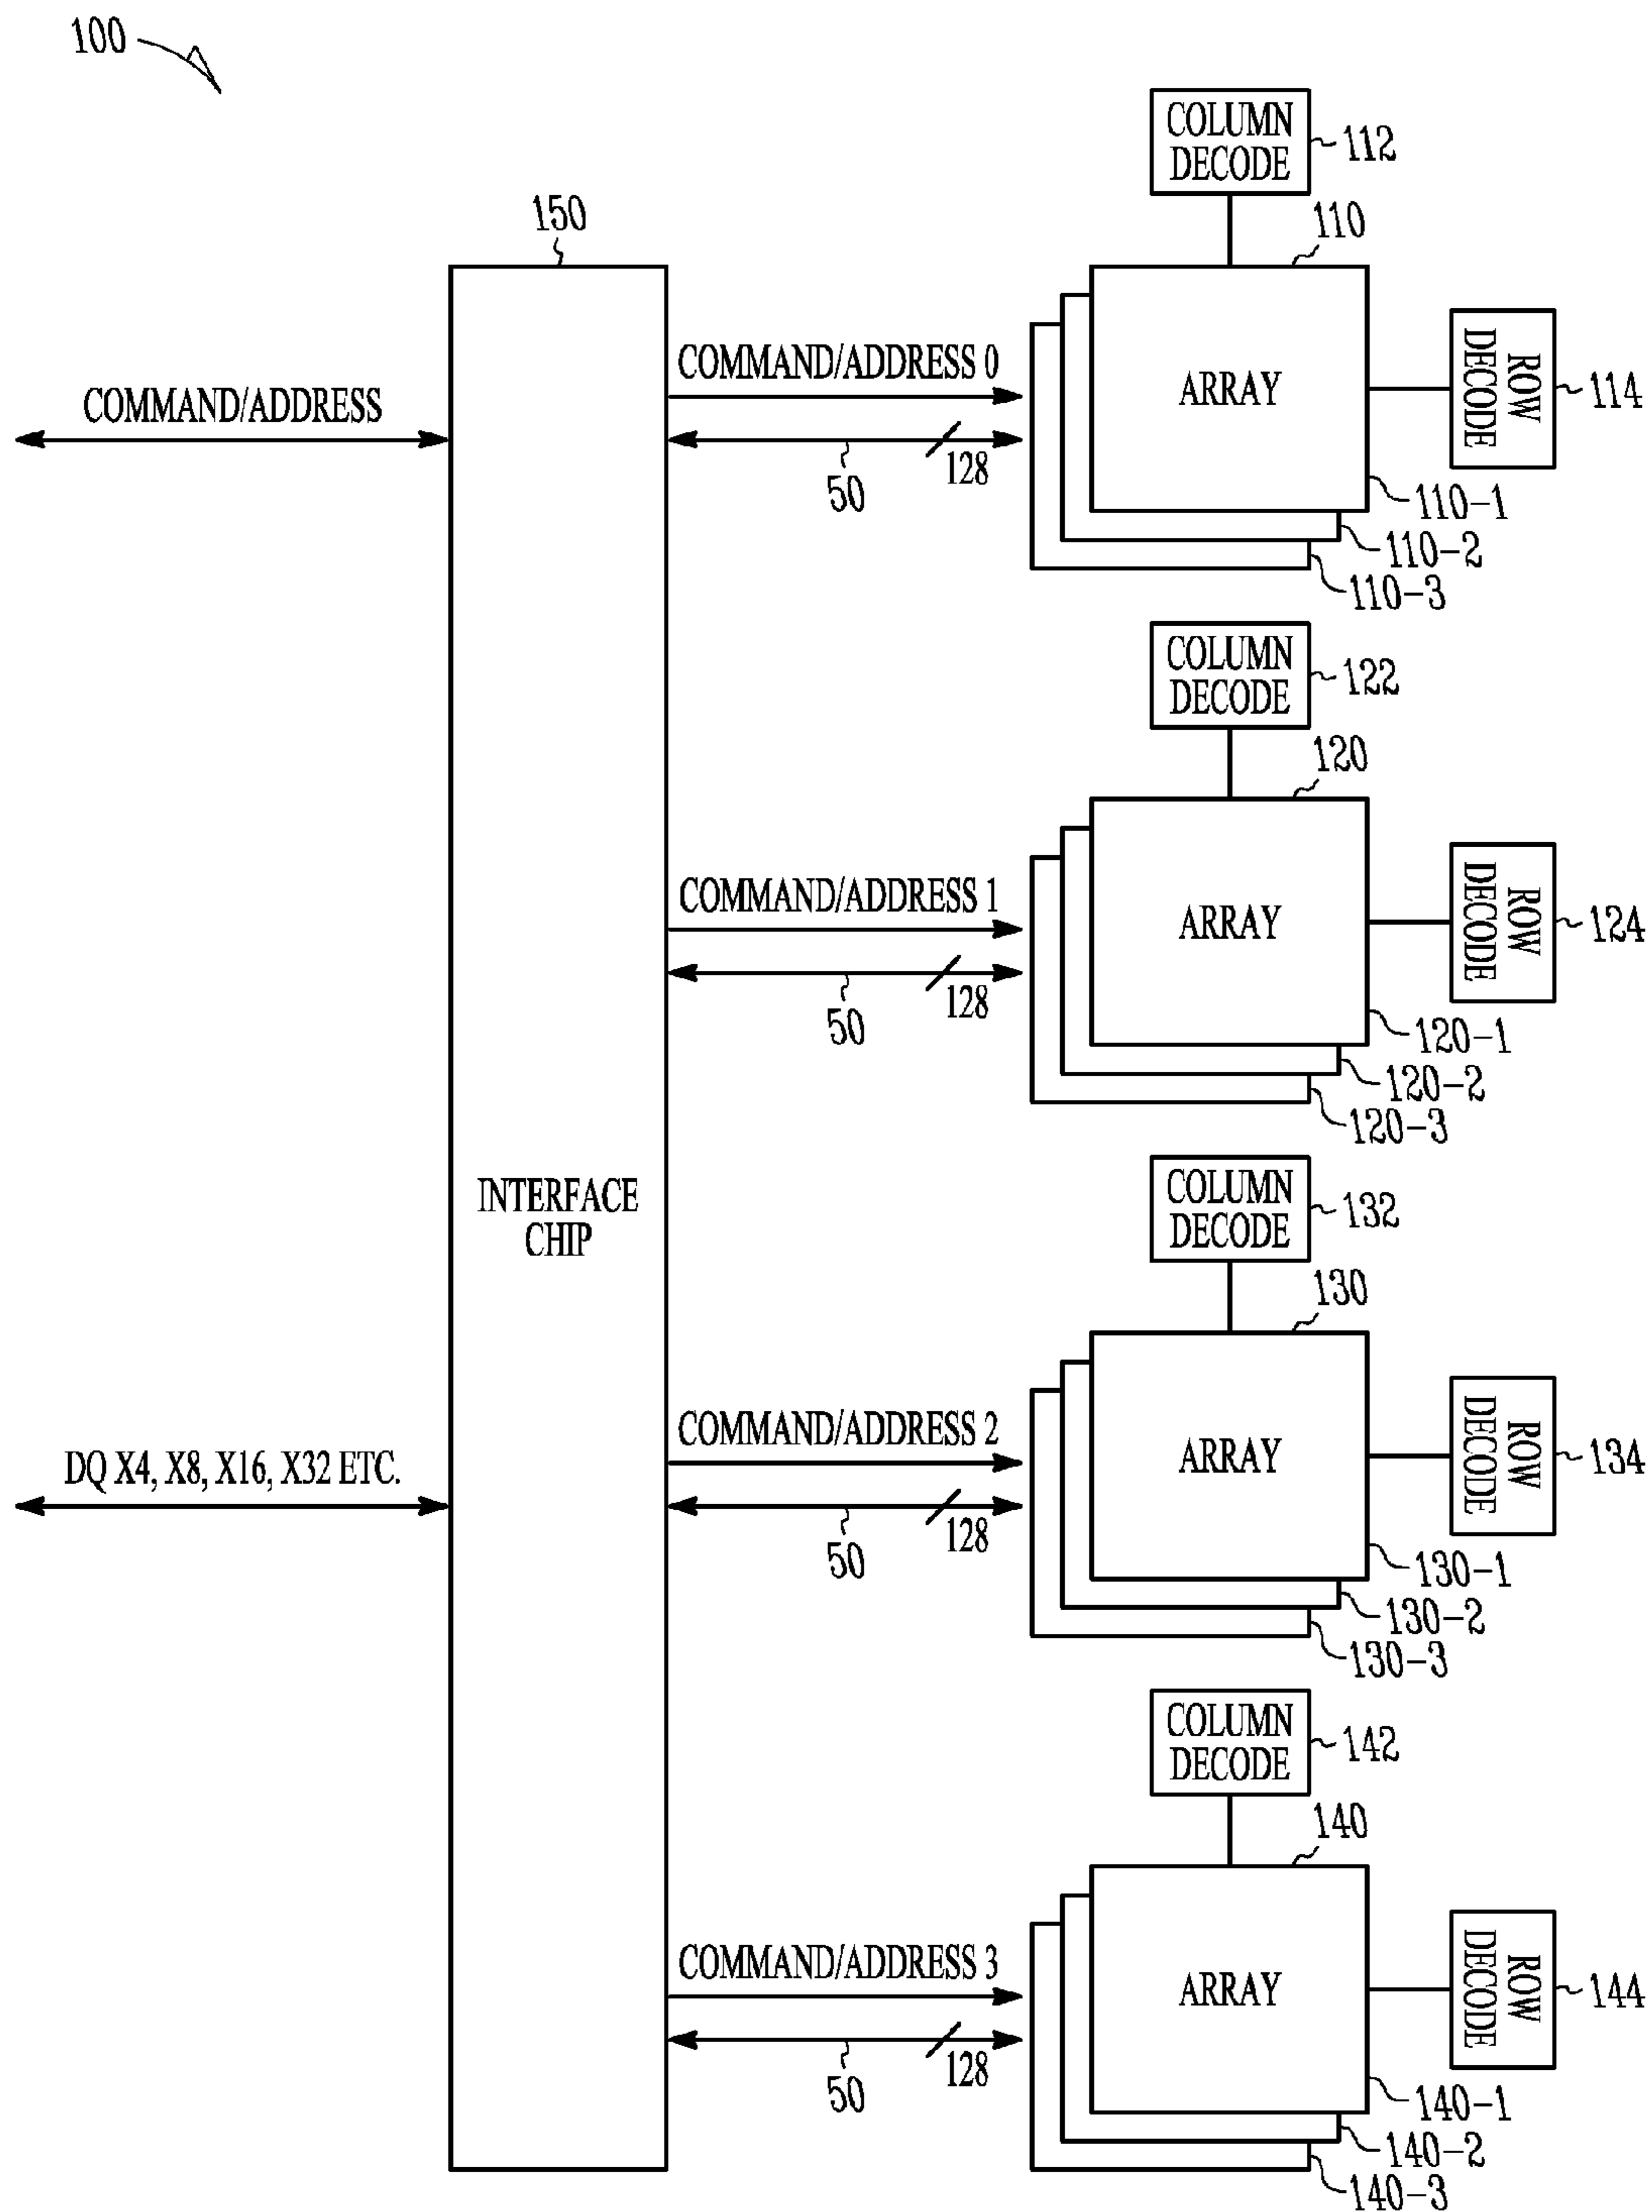 100
COLUMN
DECODE
112
150
110
COMMAND/ADDRESS 0
COMMAND/ADDRESS
ARRAY
ROW
DECODE
114
50
128
110-1
110-2
110-3
COLUMN
DECODE
122
120
COMMAND/ADDRESS 1
ARRAY
ROW
DECODE
124
50
128
120-1
120-2
120-3
INTERFACE
CHIP
COLUMN
DECODE
132
130
COMMAND/ADDRESS 2
DQ X4, X8, X16, X32 ETC.
ARRAY
ROW
DECODE
134
50
128
130-1
130-2
130-3
COLUMN
DECODE
142
140
COMMAND/ADDRESS 3
ARRAY
ROW
DECODE
144
50
128
140-1
140-2
140-3